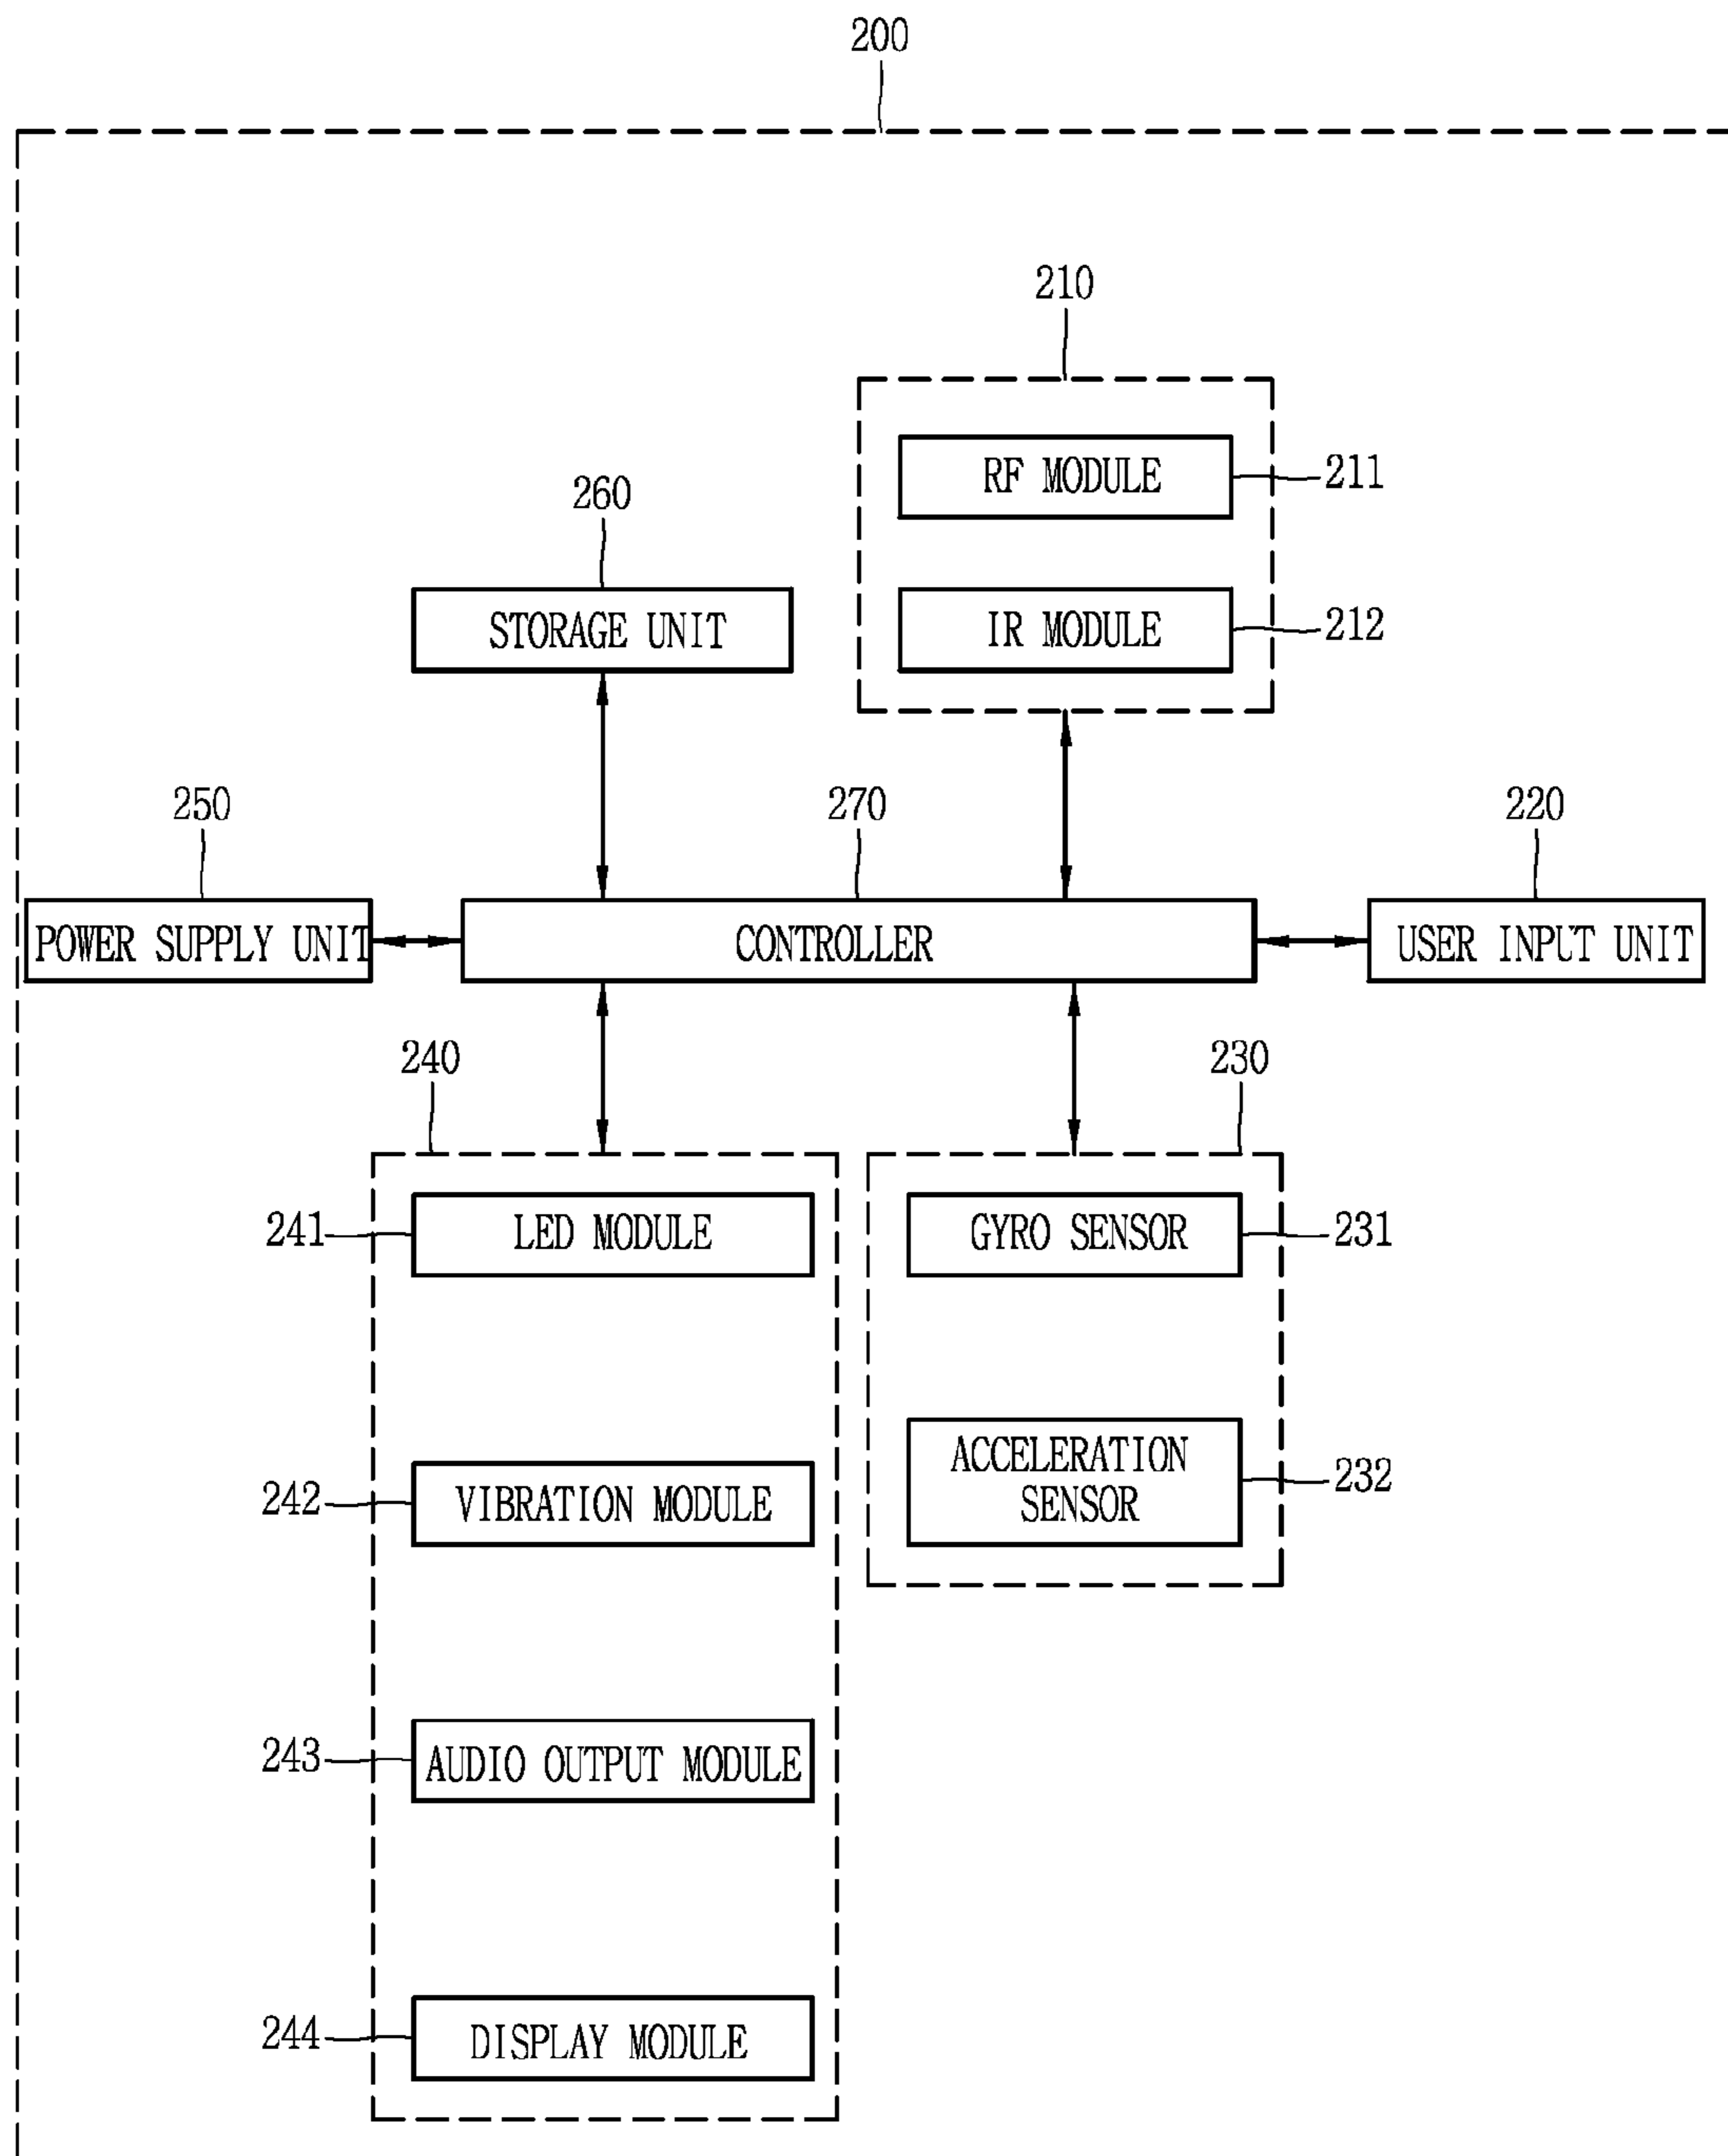 200
210
RF MODULE
211
260
STORAGE UNIT
IR MODULE
212
250
270
220
POWER SUPPLY UNIT
CONTROLLER
USER INPUT UNIT
240
230
241
LED MODULE
GYRO SENSOR
231
ACCELERATION
SENSOR
232
242
VIBRATION MODULE
243
AUDIO OUTPUT MODULE
244
DISPLAY MODULE